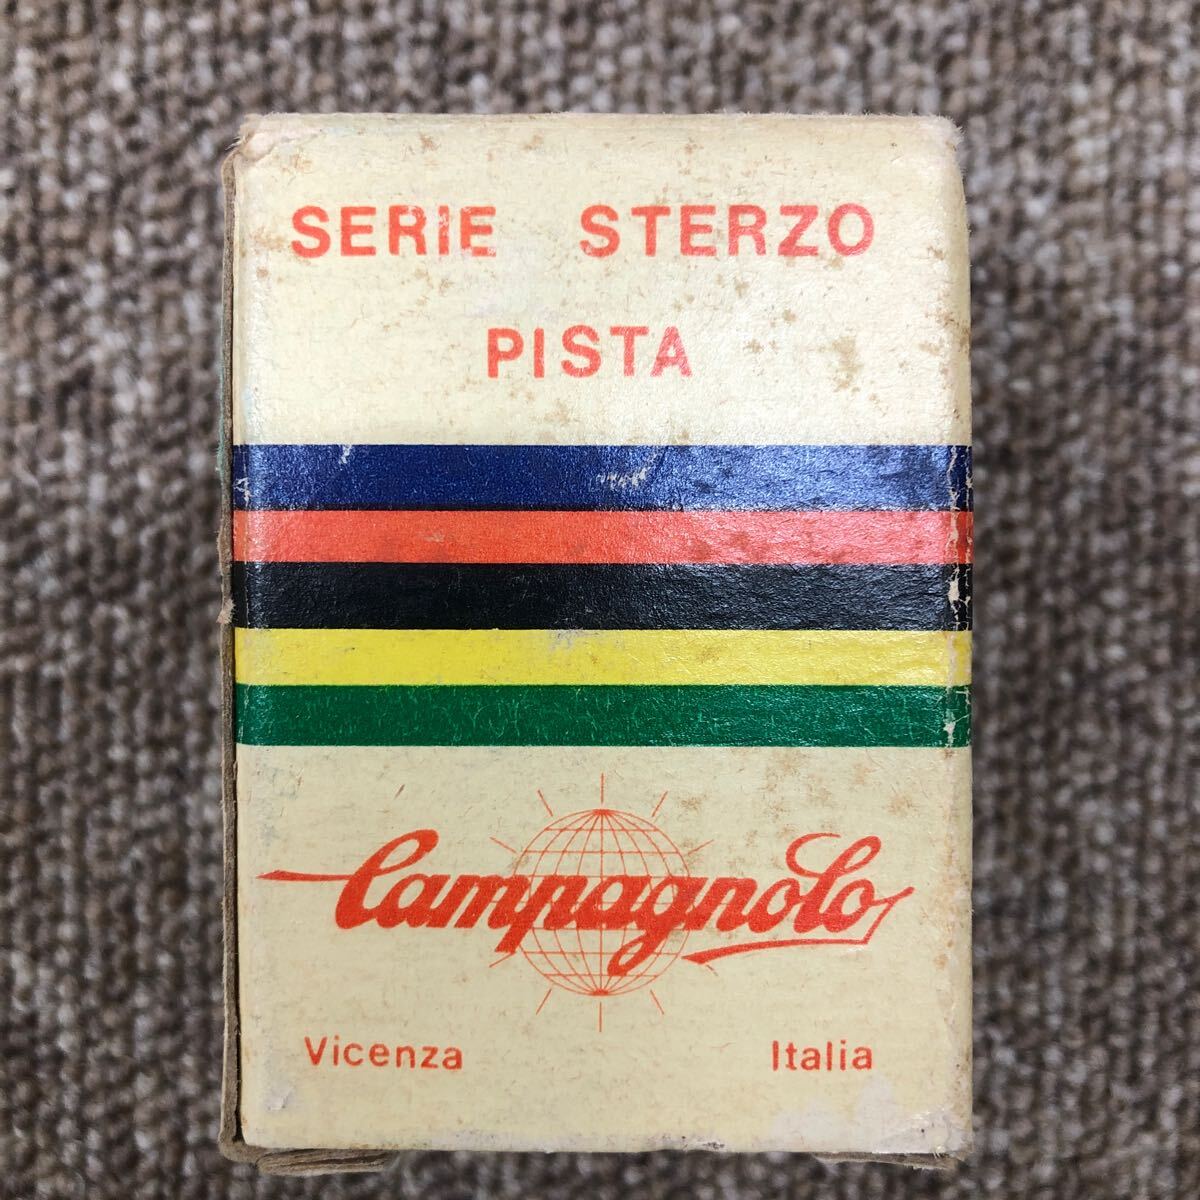 SERIE STERZO
PISTA
Campagnolo
Vicenza Italia